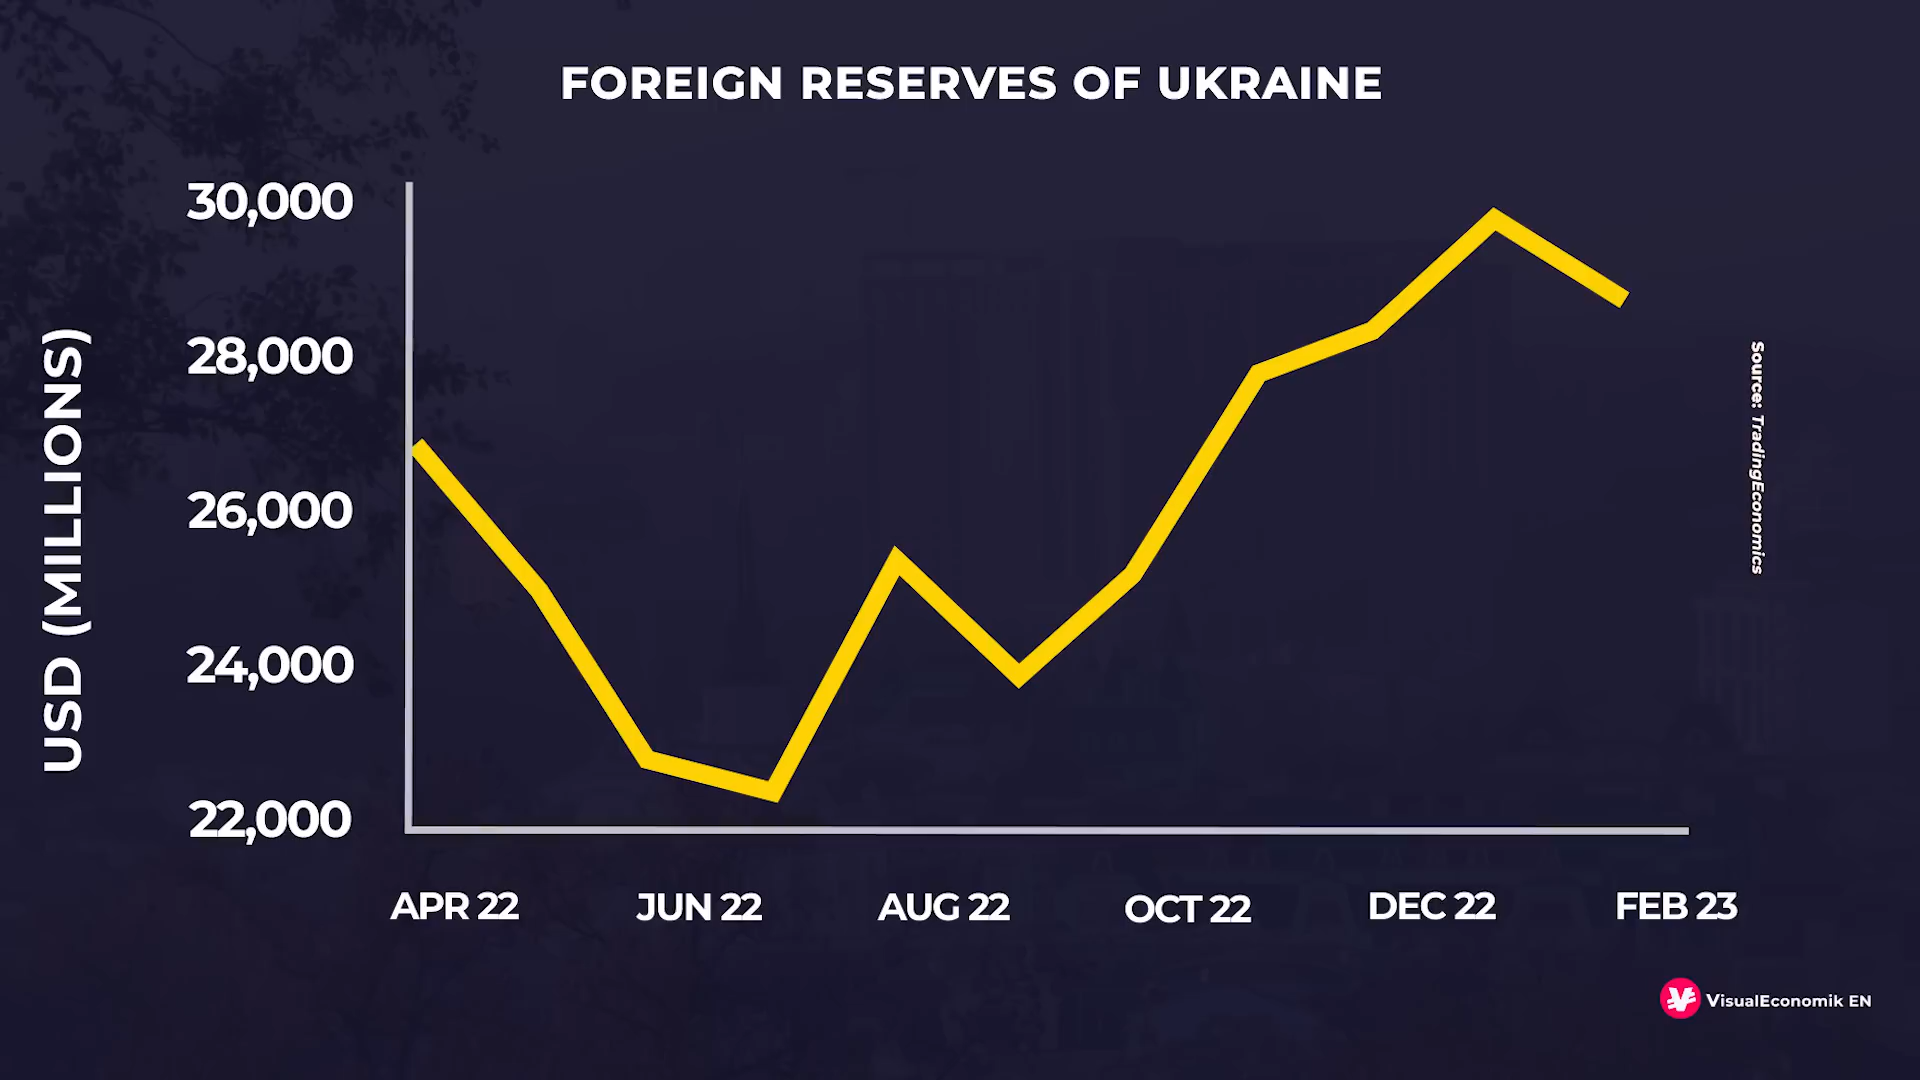 FOREIGN RESERVES OF UKRAINE
USD (MILLIONS)
30,000
28,000
26,000
24,000
22,000
APR 22
JUN 22
AUG 22
OCT 22
DEC 22
FEB 23
Source: TradingEconomics
VisualEconomik EN